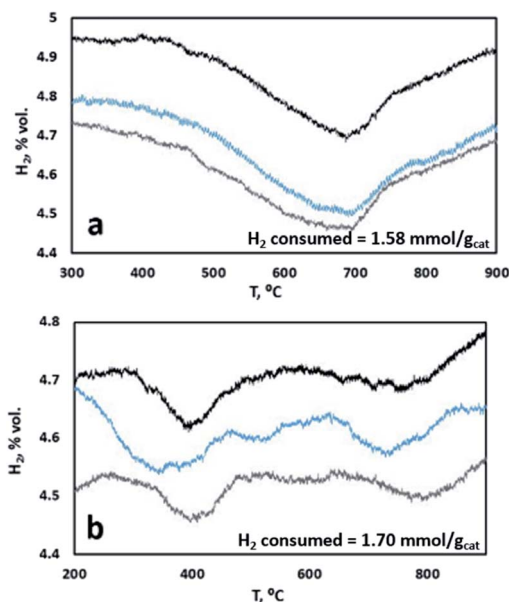 5
4.9
4.8
H2, % vol.
4.7
4.6
4.5
a
H2 consumed = 1.58 mmol/gcat
4.4
300 400 500 600 700 800 900
T, ºC
4.8
4.7
H2, % vol.
4.6
4.5
b
H2 consumed = 1.70 mmol/gcat
4.4
200 400 600 800
T, ºC